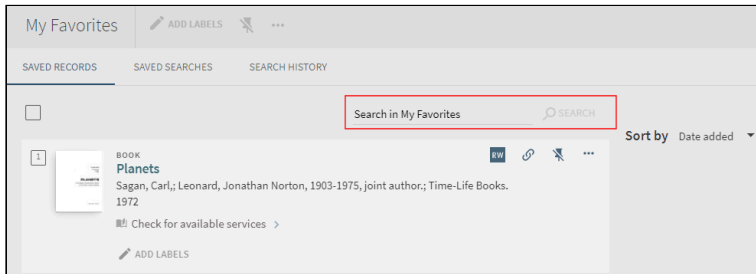 My Favorites
ADD LABELS
SAVED RECORDS
SAVED SEARCHES
SEARCH HISTORY
Search in My Favorites
SEARCH
Sort by Date added
1
BOOK
RW
Planets
Sagan, Carl,; Leonard, Jonathan Norton, 1903-1975, joint author.; Time-Life Books.
1972
Check for available services
ADD LABELS